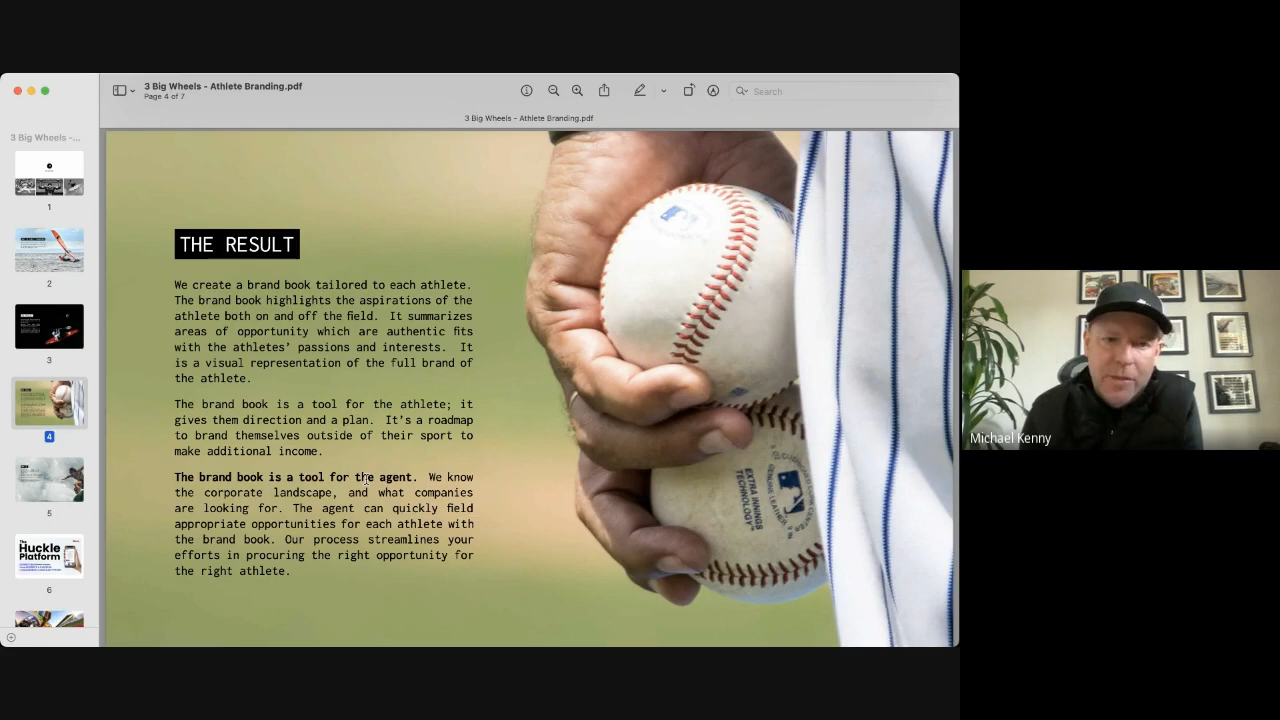 3 Big Wheels - Athlete Branding.pdf
Page 4 of 7
Search
3 Big Wheels - Athlete Branding.pdf
3 Big Wheels -...
1
2
3
4
5
The
Huckle
Platform
6
THE RESULT
We create a brand book tailored to each athlete.
The brand book highlights the aspirations of the
athlete both on and off the field. It summarizes
areas of opportunity which are authentic fits
with the athletes' passions and interests. It
is a visual representation of the full brand of
the athlete.
The brand book is a tool for the athlete; it
gives them direction and a plan. It's a roadmap
to brand themselves outside of their sport to
make additional income.
The brand book is a tool for the agent. We know
the corporate landscape, and what companies
are looking for. The agent can quickly field
appropriate opportunities for each athlete with
the brand book. Our process streamlines your
efforts in procuring the right opportunity for
the right athlete.
EXTRA INNINGS
TECHNOLOGY
GENUINE LEATHER
CUSHIONED CORK CENTER
Michael Kenny